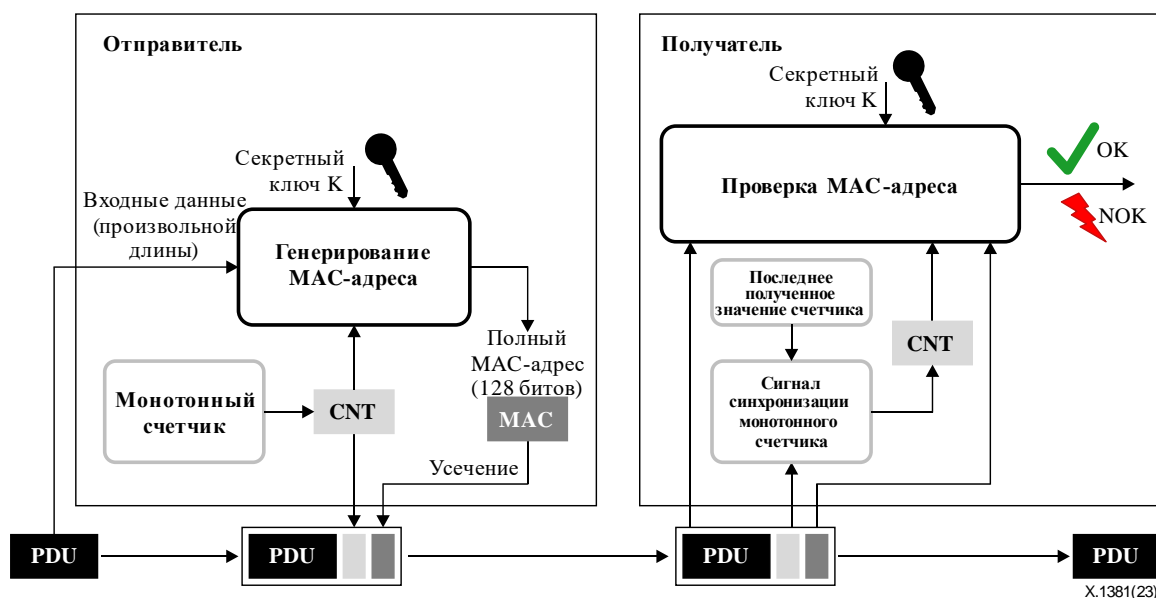 Отправитель
Секретный
ключ K
Входные данные
(произвольной
длины)
Генерирование
MAC-адреса
Полный
MAC-адрес
(128 битов)
MAC
Монотонный
счетчик
CNT
Усечение
PDU
PDU
Получатель
Секретный
ключ K
Проверка MAC-адреса
OK
NOK
Последнее
полученное
значение счетчика
CNT
Сигнал
синхронизации
монотонного
счетчика
PDU
PDU
X.1381(23)